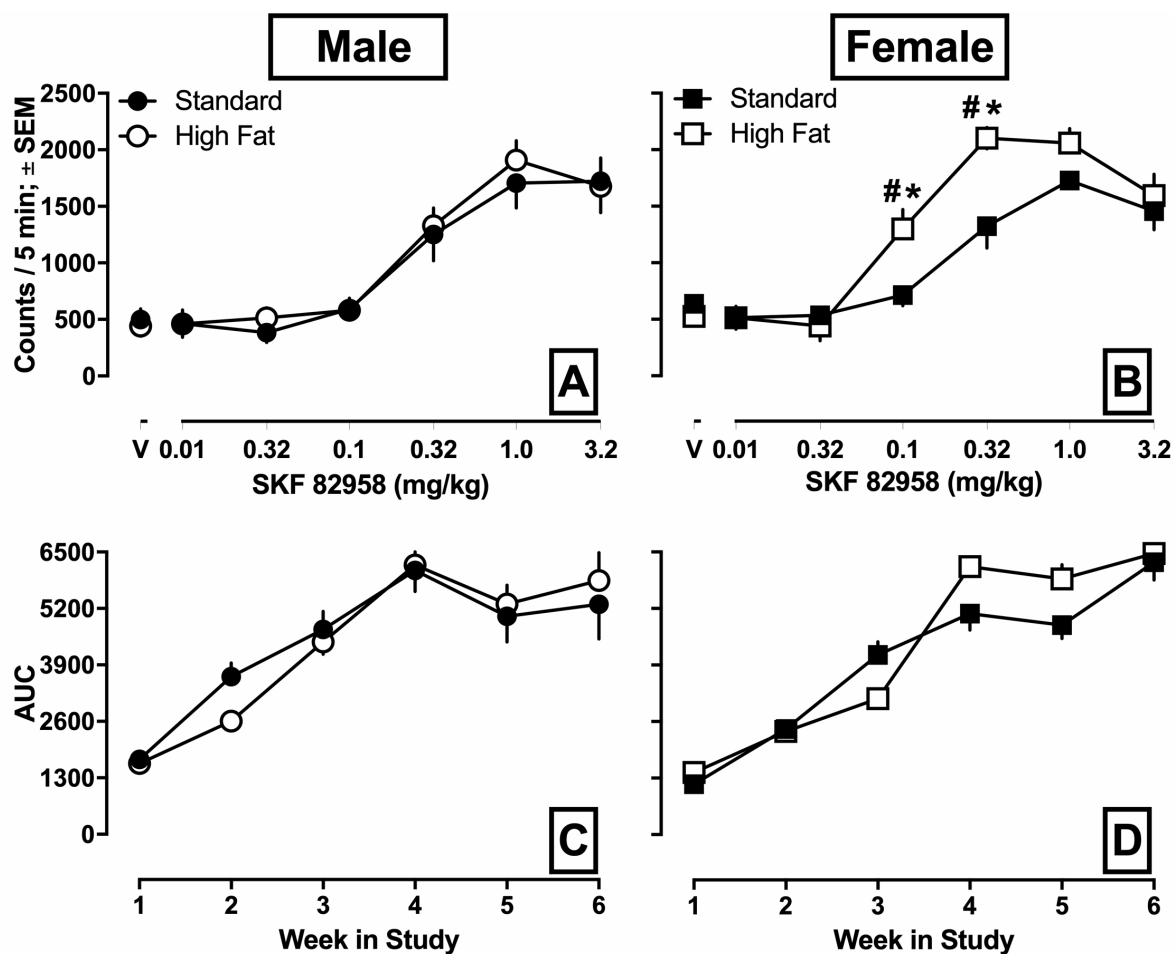 Male
Female
Counts / 5 min; ± SEM
2500
2000
1500
1000
500
0
Standard
High Fat
A
V 0.01 0.32 0.1 0.32 1.0 3.2
SKF 82958 (mg/kg)
Standard
High Fat
#*
#*
B
V 0.01 0.32 0.1 0.32 1.0 3.2
SKF 82958 (mg/kg)
AUC
6500
5200
3900
2600
1300
0
C
1 2 3 4 5 6
Week in Study
D
1 2 3 4 5 6
Week in Study